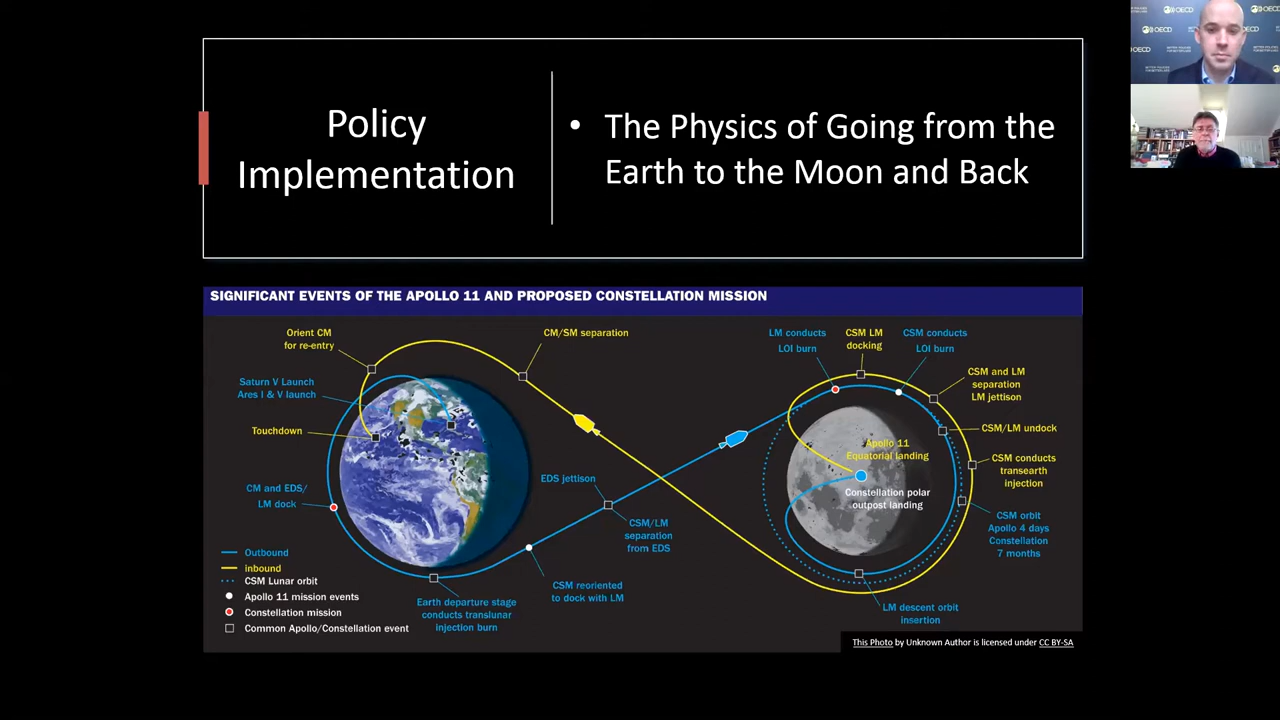 Policy
Implementation
• The Physics of Going from the
Earth to the Moon and Back
SIGNIFICANT EVENTS OF THE APOLLO 11 AND PROPOSED CONSTELLATION MISSION
Orient CM
for re-entry
CM/SM separation
LM conducts
LOI burn
CSM LM
docking
CSM conducts
LOI burn
Saturn V Launch
Ares I & V launch
CSM and LM
separation
LM jettison
Touchdown
CSM/LM undock
Apollo 11
Equatorial landing
CSM conducts
transearth
injection
CM and EDS/
LM dock
EDS jettison
Constellation polar
outpost landing
CSM/LM
separation
from EDS
CSM orbit
Apollo 4 days
Constellation
7 months
Outbound
inbound
CSM Lunar orbit
Apollo 11 mission events
Constellation mission
Common Apollo/Constellation event
Earth departure stage
conducts translunar
injection burn
CSM reoriented
to dock with LM
LM descent orbit
insertion
This Photo by Unknown Author is licensed under CC BY-SA
OECD
OECD
OECD